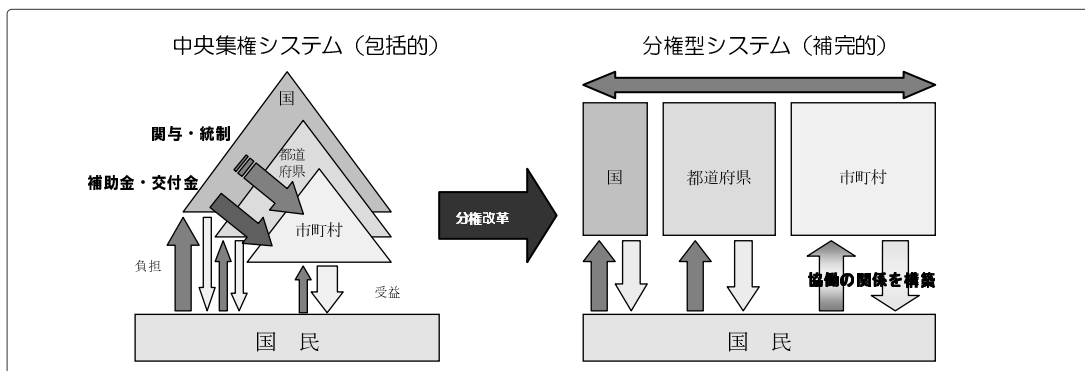 中央集権システム（包括的）
国
関与・統制
都道
府県
補助金・交付金
市町村
負担
受益
国　民
分権改革
分権型システム（補完的）
国
都道府県
市町村
協働の関係を構築
国　民